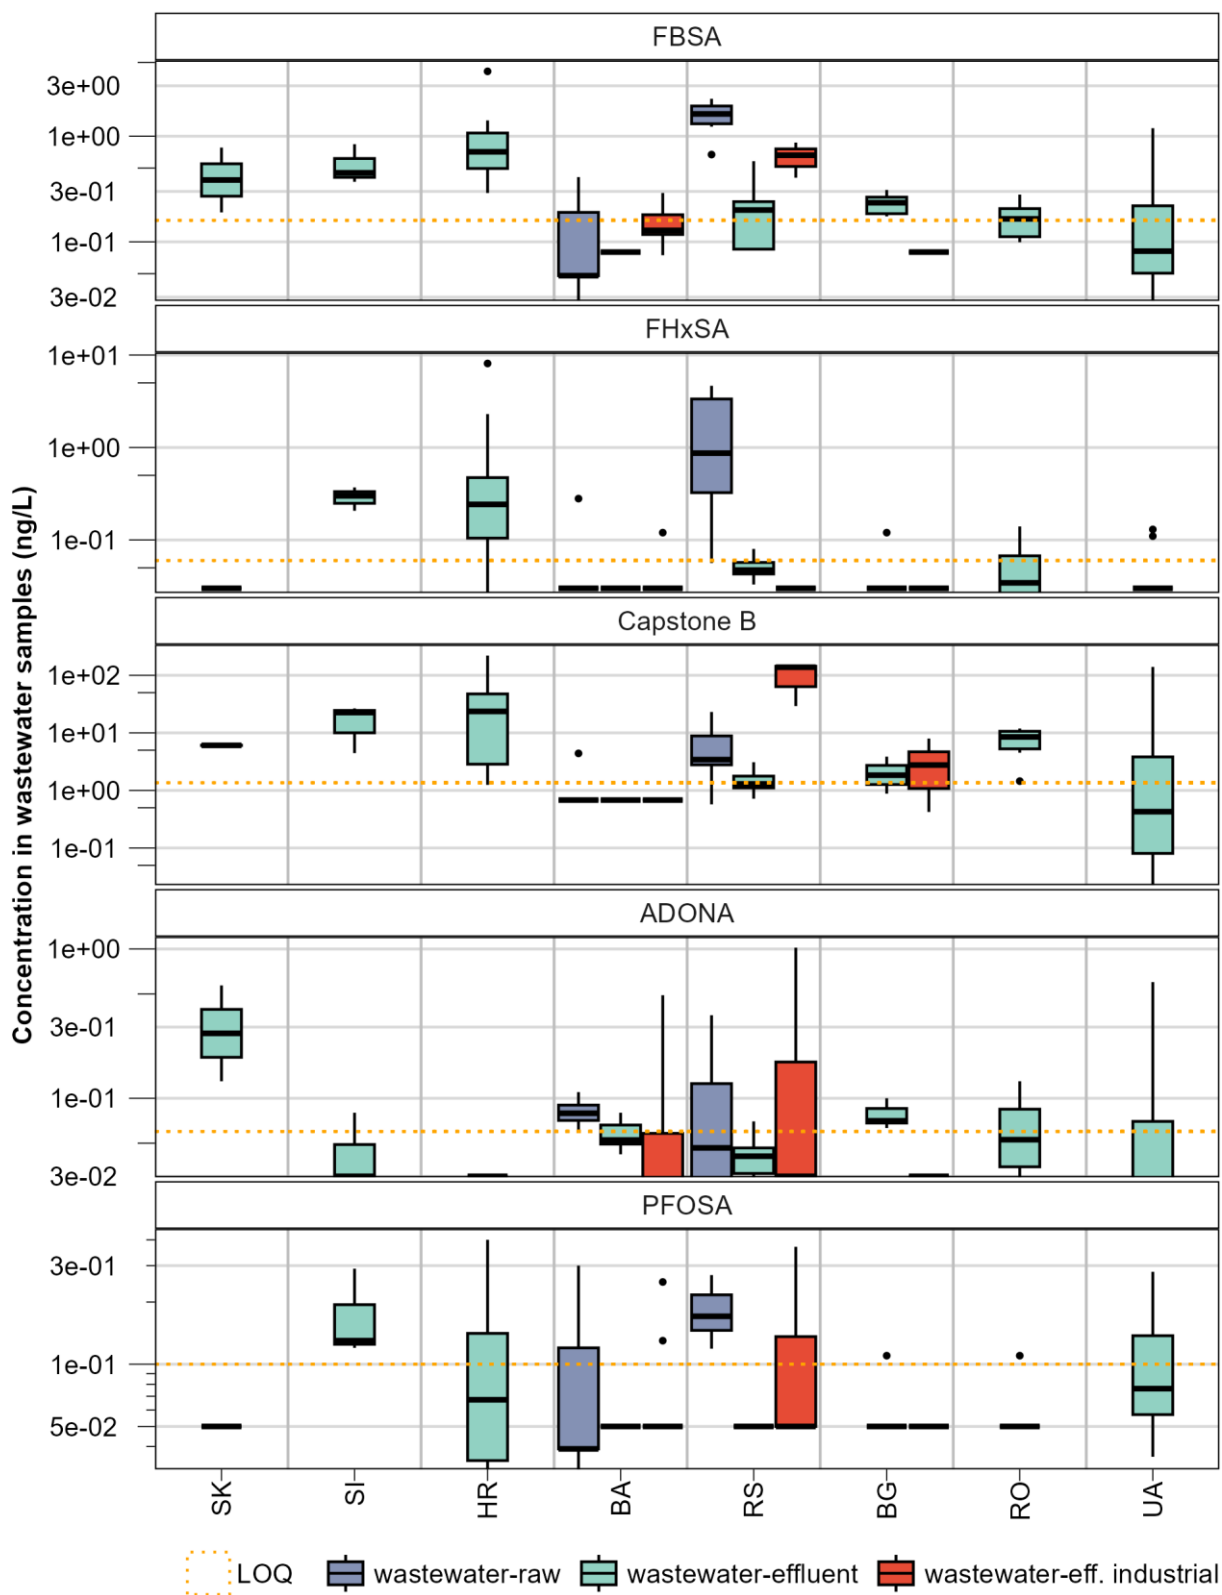 FBSA
3e+00
1e+00
3e-01
1e-01
3e-02
FHxSA
1e+01
1e+00
1e-01
Capstone B
1e+02
1e+01
1e+00
1e-01
ADONA
1e+00
3e-01
1e-01
3e-02
PFOSA
3e-01
1e-01
5e-02
Concentration in wastewater samples (ng/L)
SK SI HR BA RS BG RO UA
LOQ wastewater-raw wastewater-effluent wastewater-eff. industrial